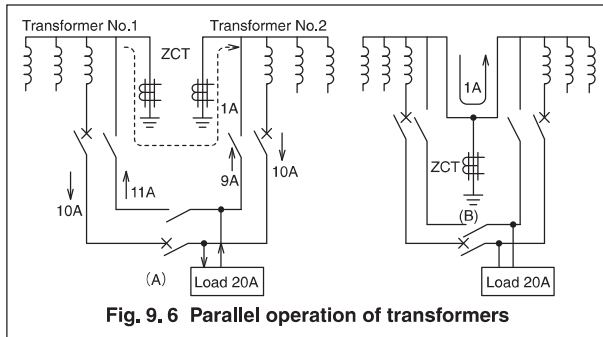 Transformer No.1
ZCT
Transformer No.2
1A
10A
11A
9A
10A
(A)
Load 20A
1A
ZCT
(B)
Load 20A
Fig. 9. 6 Parallel operation of transformers